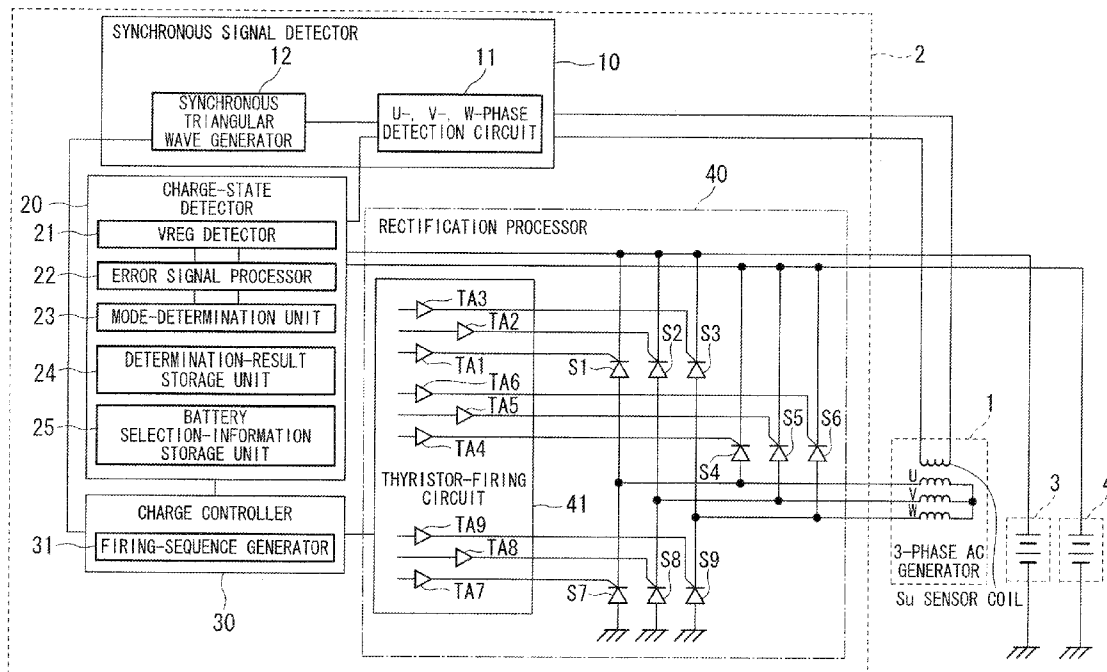 SYNCHRONOUS SIGNAL DETECTOR
12
11
10
2
SYNCHRONOUS
TRIANGULAR
WAVE GENERATOR
U-, V-, W-PHASE
DETECTION CIRCUIT
20
CHARGE-STATE
DETECTOR
21
VREG DETECTOR
22
ERROR SIGNAL PROCESSOR
23
MODE-DETERMINATION UNIT
24
DETERMINATION-RESULT
STORAGE UNIT
25
BATTERY
SELECTION-INFORMATION
STORAGE UNIT
CHARGE CONTROLLER
31
FIRING-SEQUENCE GENERATOR
30
40
RECTIFICATION PROCESSOR
TA3
TA2
TA1
TA6
TA5
TA4
THYRISTOR-FIRING
CIRCUIT
41
TA9
TA8
TA7
S1
S2
S3
S4
S5
S6
S7
S8
S9
1
U
V
W
3-PHASE AC
GENERATOR
Su SENSOR COIL
3
4